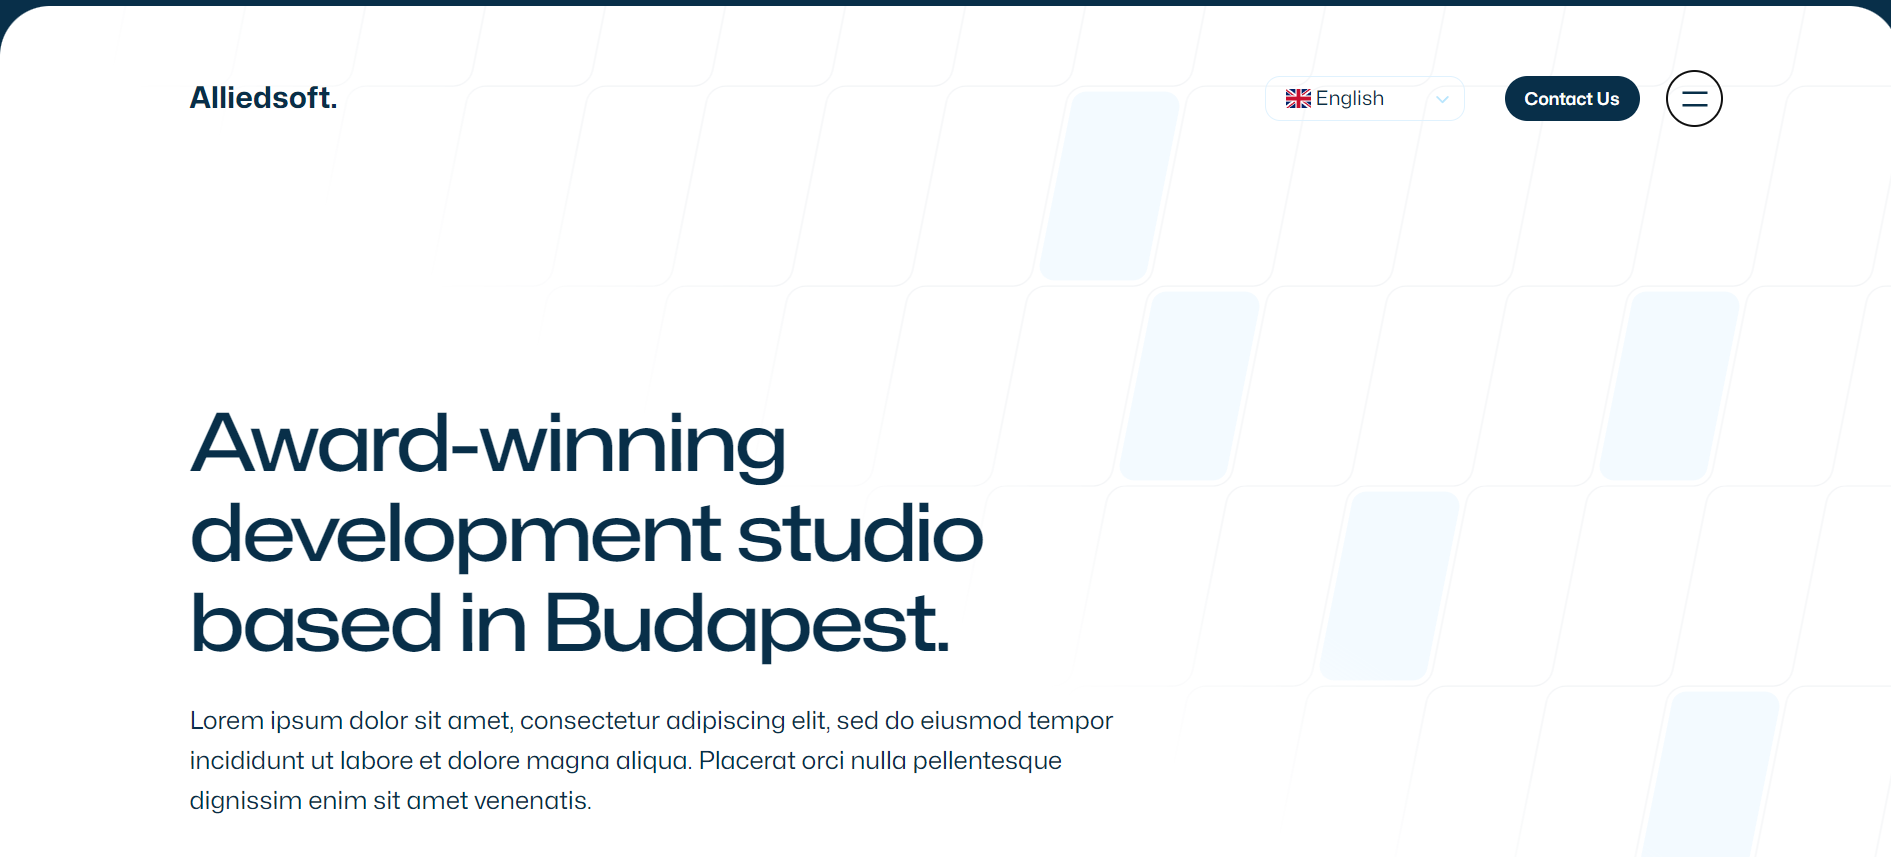 Alliedsoft.
English
Contact Us
Award-winning
development studio
based in Budapest.
Lorem ipsum dolor sit amet, consectetur adipiscing elit, sed do eiusmod tempor
incididunt ut labore et dolore magna aliqua. Placerat orci nulla pellentesque
dignissim enim sit amet venenatis.